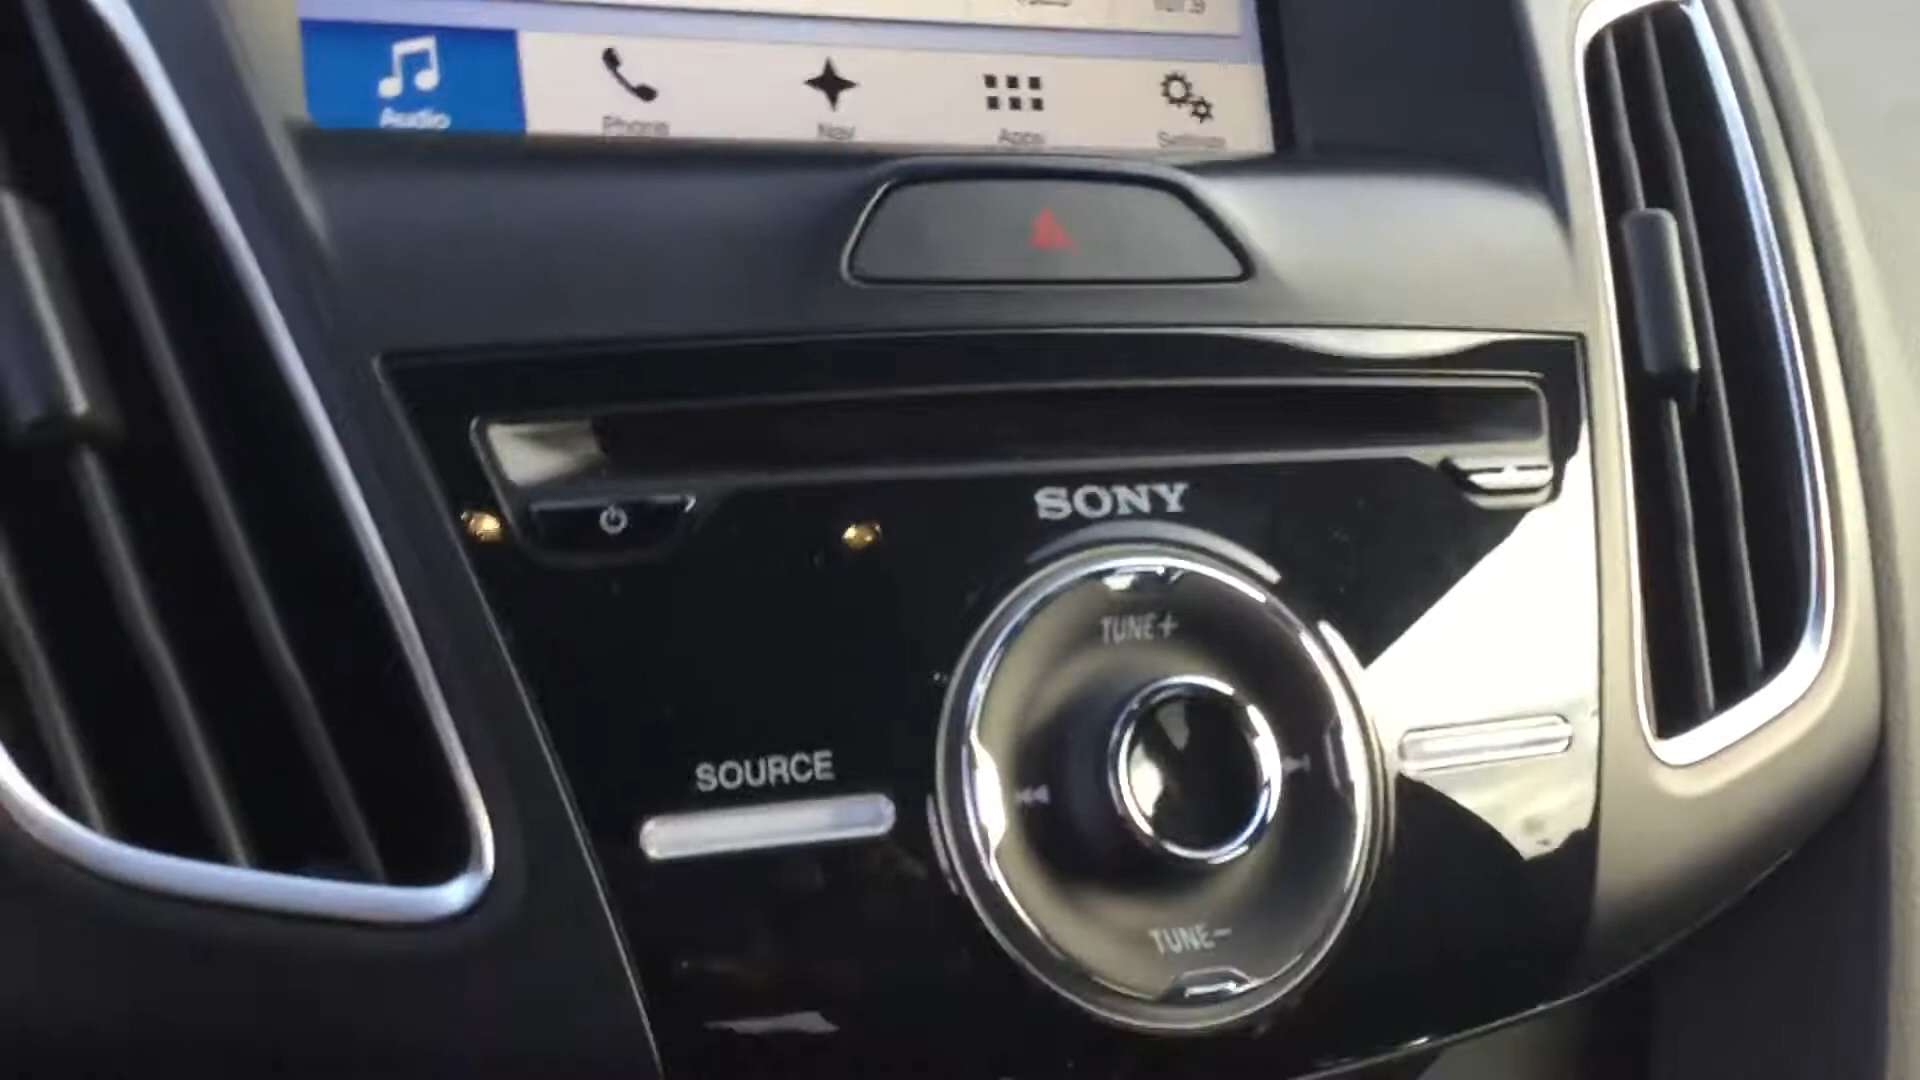 Audio
Phone
Nav
Apps
Settings
SONY
TUNE+
SOURCE
TUNE-